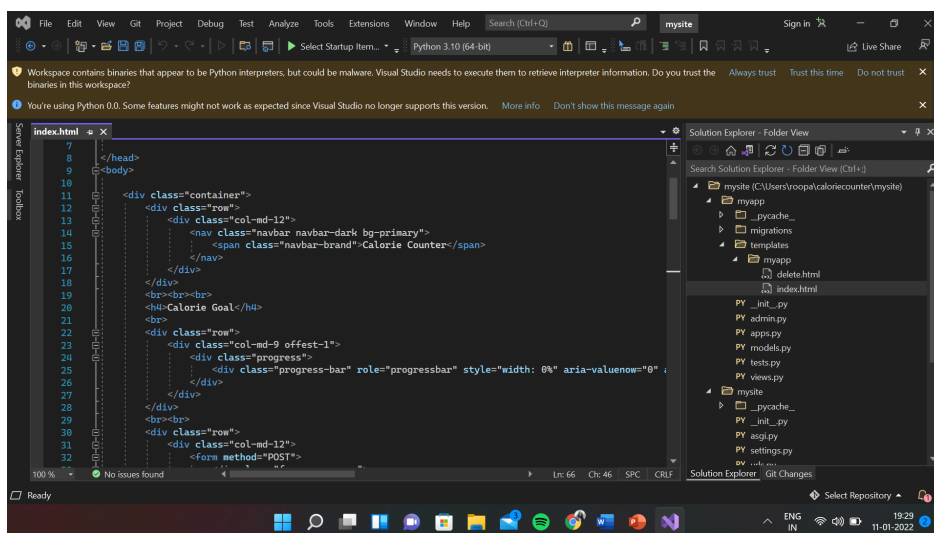 File Edit View Git Project Debug Test Analyze Tools Extensions Window Help Search (Ctrl+Q) mysite Sign in
Select Startup Item... Python 3.10 (64-bit) Live Share
Workspace contains binaries that appear to be Python interpreters, but could be malware. Visual Studio needs to execute them to retrieve interpreter information. Do you trust the Always trust Trust this time Do not trust
binaries in this workspace?
You're using Python 0.0. Some features might not work as expected since Visual Studio no longer supports this version. More info Don't show this message again
Server Explorer
Toolbox
index.html
7
8 </head>
9 <body>
10
11 <div class="container">
12 <div class="row">
13 <div class="col-md-12">
14 <nav class="navbar navbar-dark bg-primary">
15 <span class="navbar-brand">Calorie Counter</span>
16 </nav>
17 </div>
18 </div>
19 <br><br><br>
20 <h4>Calorie Goal</h4>
21 <br>
22 <div class="row">
23 <div class="col-md-9 offest-1">
24 <div class="progress">
25 <div class="progress-bar" role="progressbar" style="width: 0%" aria-valuenow="0"
26 </div>
27 </div>
28 </div>
29 <br><br>
30 <div class="row">
31 <div class="col-md-12">
32 <form method="POST">
100 % No issues found Ln: 66 Ch: 46 SPC CRLF
Solution Explorer - Folder View
Search Solution Explorer - Folder View (Ctrl+;)
mysite (C:\Users\roopa\caloriecounter\mysite)
myapp
_pycache_
migrations
templates
myapp
delete.html
index.html
PY _init_.py
PY admin.py
PY apps.py
PY models.py
PY tests.py
PY views.py
mysite
_pycache_
PY _init_.py
PY asgi.py
PY settings.py
Solution Explorer Git Changes
Ready Select Repository
ENG
IN
19:29
11-01-2022
2